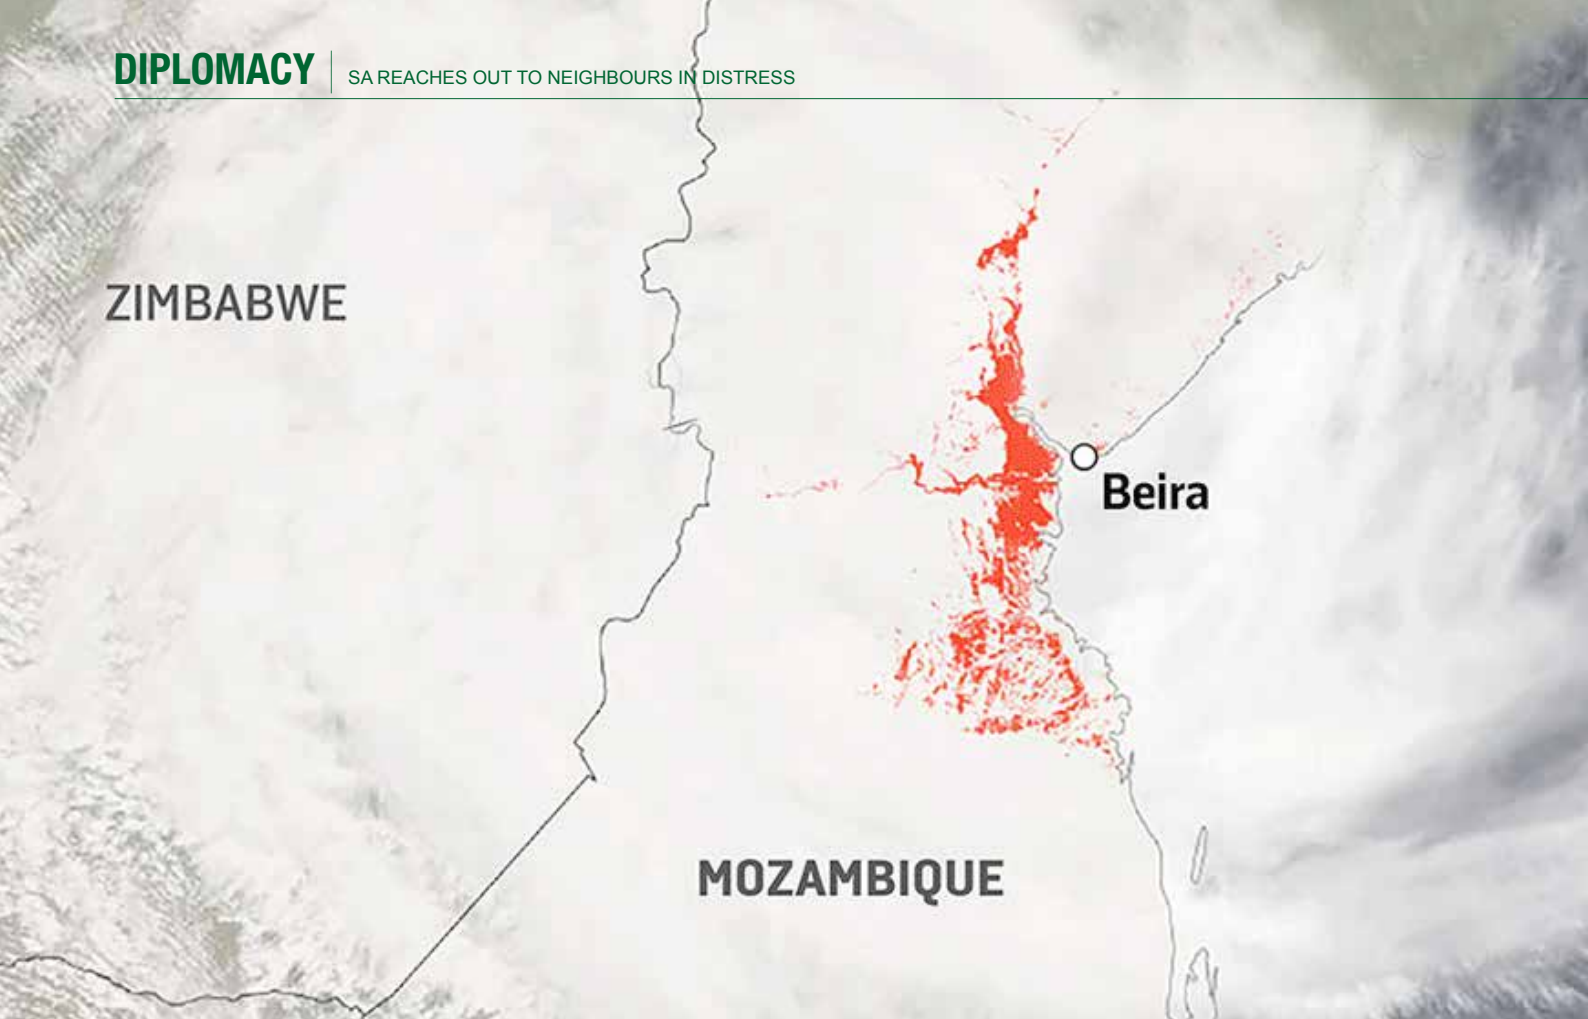 DIPLOMACY SA REACHES OUT TO NEIGHBOURS IN DISTRESS
ZIMBABWE
Beira
MOZAMBIQUE